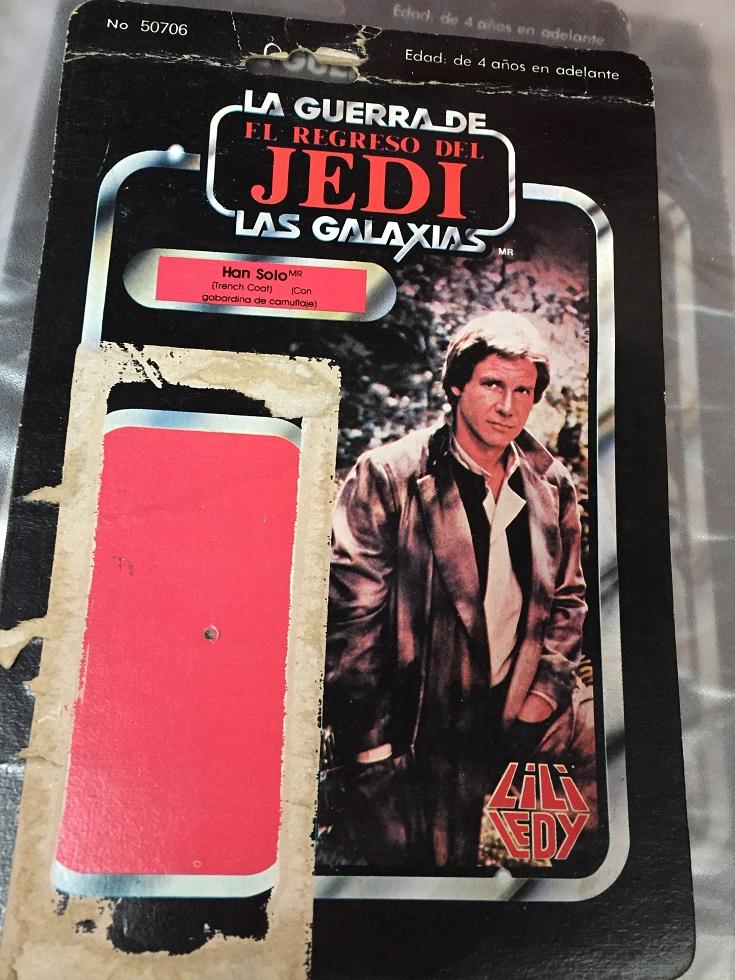 Edad: de 4 años en adelante
No 50706
Edad: de 4 años en adelante
LA GUERRA DE
EL REGRESO DEL
JEDI
LAS GALAXIAS MR
Han Solo MR
(Trench Coat) (Con
gabardina de camuflaje)
LILI
LEDY